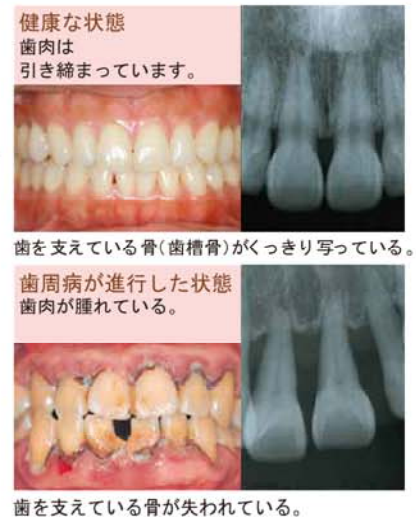 健康な状態
歯肉は
引き締まっています。
歯を支えている骨(歯槽骨)がくっきり写っている。
歯周病が進行した状態
歯肉が腫れている。
歯を支えている骨が失われている。